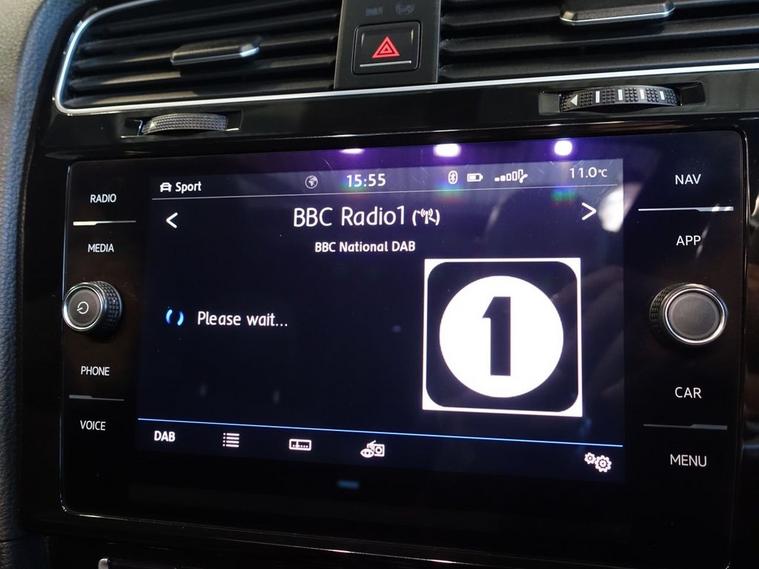 RADIO
MEDIA
PHONE
VOICE
Sport
15:55
11.0°C
BBC Radio1
BBC National DAB
Please wait...
1
DAB
NAV
APP
CAR
MENU